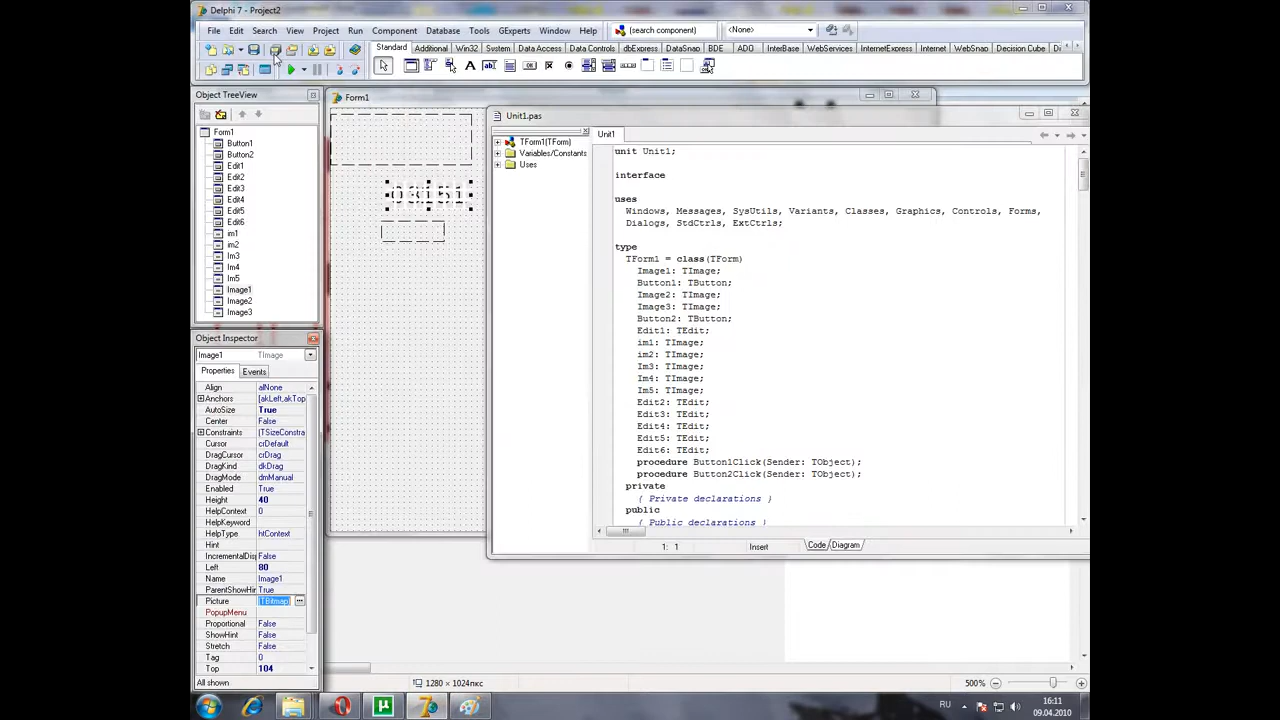 Delphi 7 - Project2
File Edit Search View Project Run Component Database Tools GExperts Window Help
(search component)
<None>
Standard Additional Win32 System Data Access Data Controls dbExpress DataSnap BDE ADO InterBase WebServices InternetExpress Internet WebSnap Decision Cube
Object TreeView
Form1
Button1
Button2
Edit1
Edit2
Edit3
Edit4
Edit5
Edit6
im1
im2
Im3
Im4
Im5
Image1
Image2
Image3
Object Inspector
Image1 TImage
Properties Events
Align alNone
Anchors [akLeft,akTop
AutoSize True
Center False
Constraints (TSizeConstra
Cursor crDefault
DragCursor crDrag
DragKind dkDrag
DragMode dmManual
Enabled True
Height 40
HelpContext 0
HelpKeyword
HelpType htContext
Hint
IncrementalDisp False
Left 80
Name Image1
ParentShowHin True
Picture (TBitmap)
PopupMenu
Proportional False
ShowHint False
Stretch False
Tag 0
Top 104
All shown
Form1
03151
Unit1.pas
TForm1(TForm)
Variables/Constants
Uses
Unit1
unit Unit1;
interface
uses
Windows, Messages, SysUtils, Variants, Classes, Graphics, Controls, Forms,
Dialogs, StdCtrls, ExtCtrls;
type
TForm1 = class(TForm)
Image1: TImage;
Button1: TButton;
Image2: TImage;
Image3: TImage;
Button2: TButton;
Edit1: TEdit;
im1: TImage;
im2: TImage;
Im3: TImage;
Im4: TImage;
Im5: TImage;
Edit2: TEdit;
Edit3: TEdit;
Edit4: TEdit;
Edit5: TEdit;
Edit6: TEdit;
procedure Button1Click(Sender: TObject);
procedure Button2Click(Sender: TObject);
private
{ Private declarations }
public
{ Public declarations }
1: 1 Insert Code Diagram
1280 × 1024пкс
500%
RU
16:11
09.04.2010